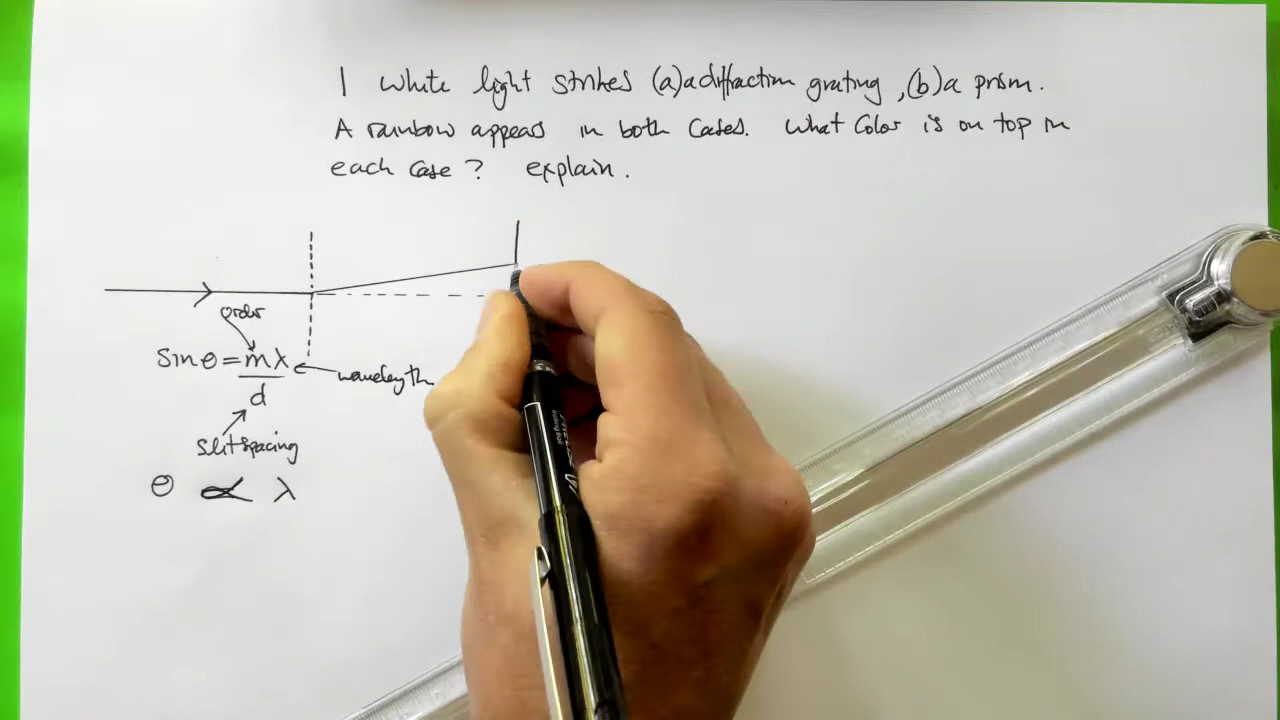 1 White light strikes (a)a diffraction grating, (b)a prism.
A rainbow appears in both cases. What Color is on top in
each case? explain.
order
sinθ = mλ
d
wavelength
slit spacing
θ ∝ λ